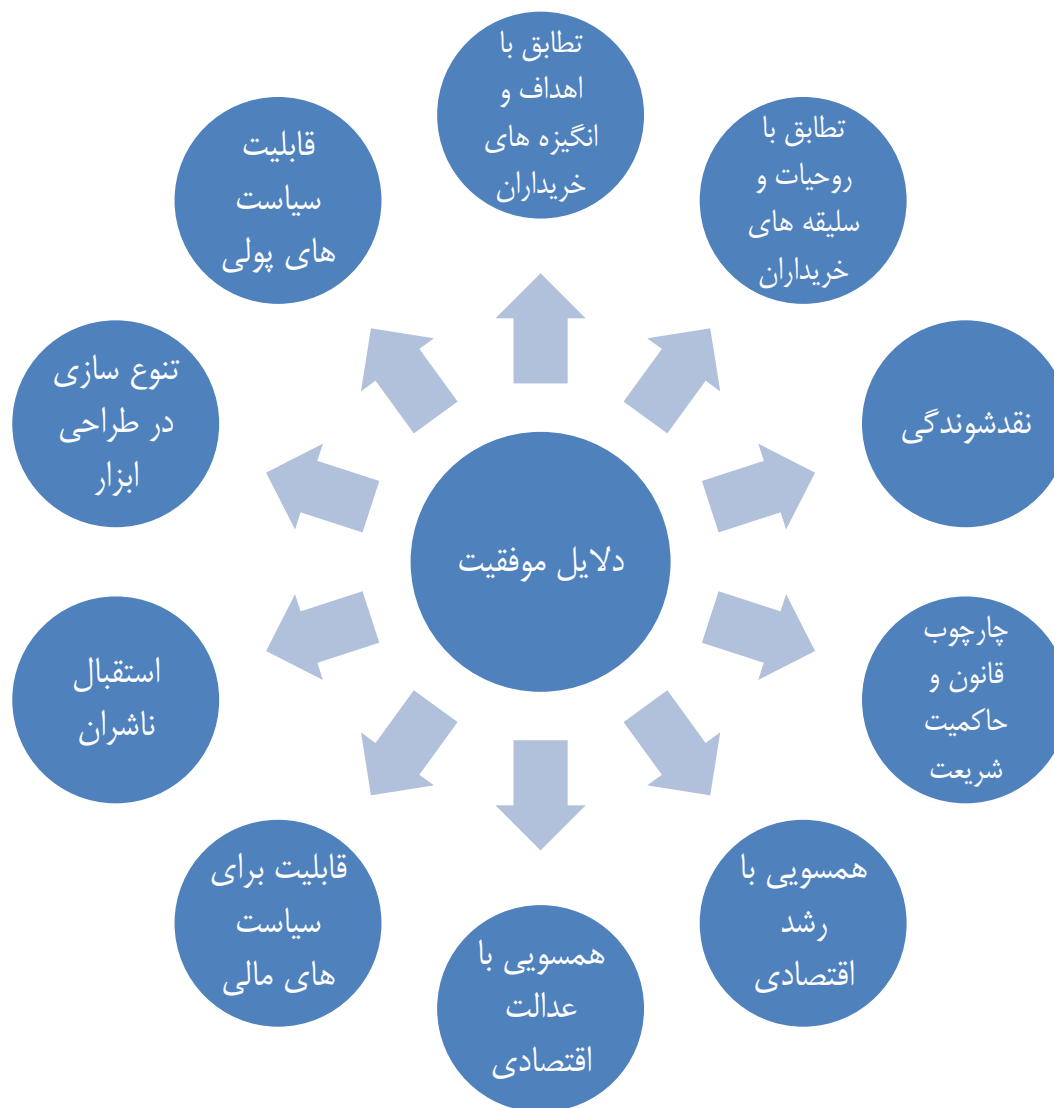 دلایل موفقیت
تطابق با
اهداف و
انگیزه های
خریداران
تطابق با
روحیات و
سلیقه های
خریداران
نقدشوندگی
چارچوب
قانون و
حاکمیت
شریعت
همسویی با
رشد
اقتصادی
همسویی با
عدالت
اقتصادی
قابلیت برای
سیاست
های مالی
استقبال
ناشران
تنوع سازی
در طراحی
ابزار
قابلیت
سیاست
های پولی